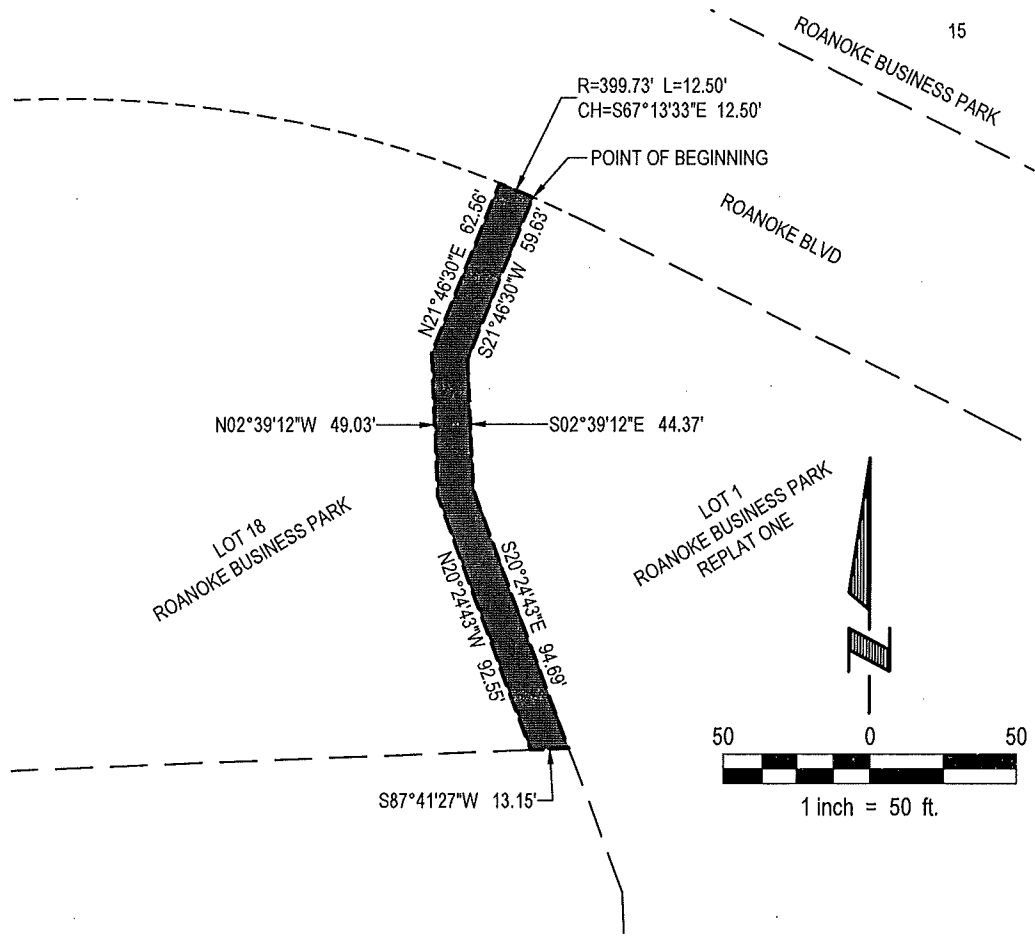 15
ROANOKE BUSINESS PARK
R=399.73' L=12.50'
CH=S67°13'33"E 12.50'
POINT OF BEGINNING
ROANOKE BLVD
N21°46'30"E 62.56'
S21°46'30"W 59.63'
N02°39'12"W 49.03'
S02°39'12"E 44.37'
LOT 18
ROANOKE BUSINESS PARK
LOT 1
ROANOKE BUSINESS PARK
REPLAT ONE
N20°24'43"W 92.55'
S20°24'43"E 94.69'
S87°41'27"W 13.15'
50 0 50
1 inch = 50 ft.